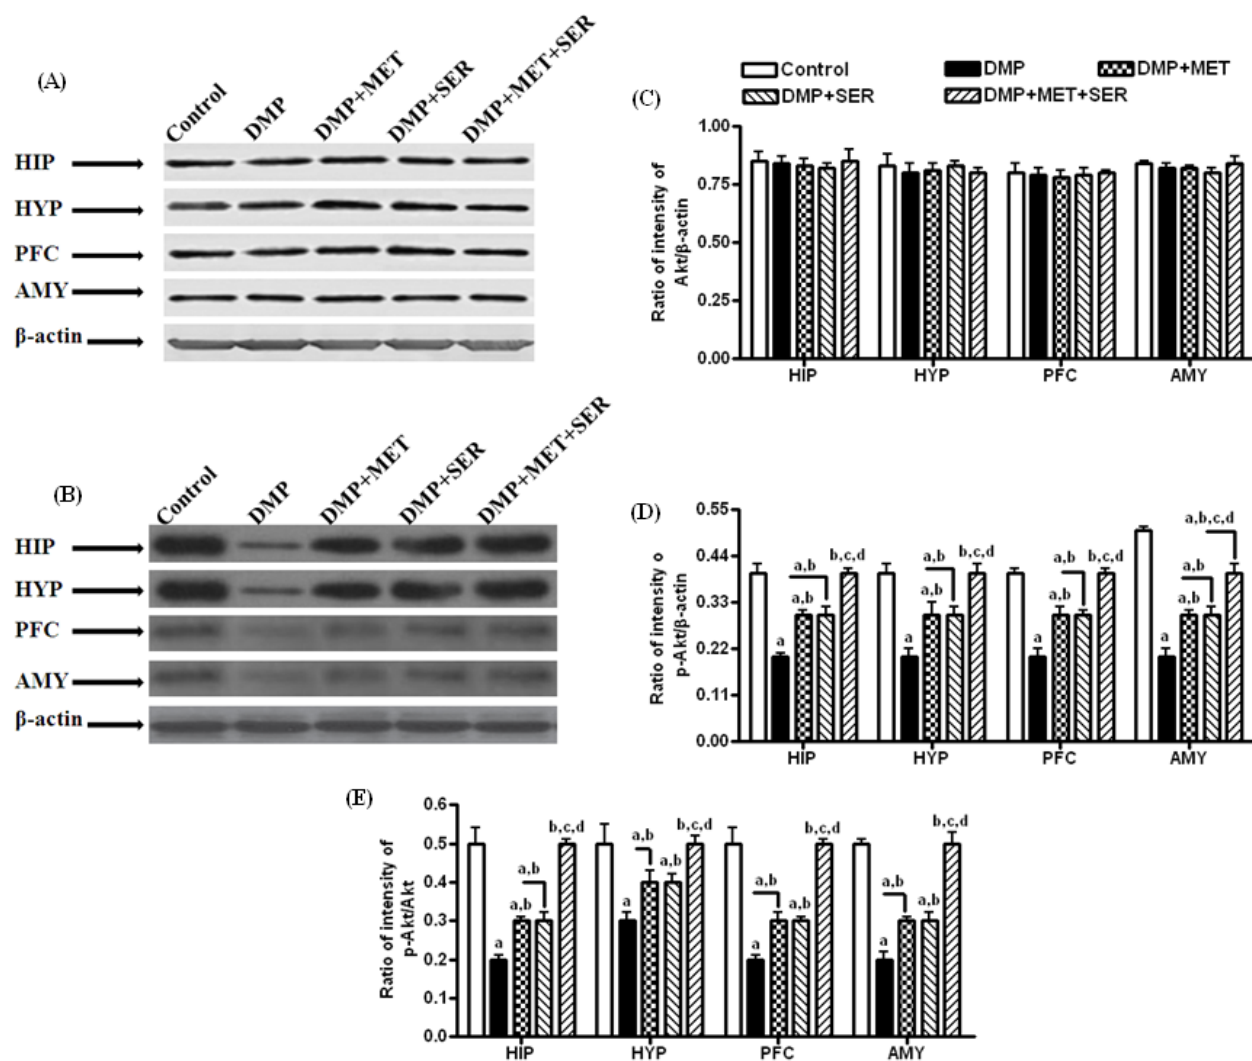 (A)
Control
DMP
DMP+MET
DMP+SER
DMP+MET+SER
HIP
HYP
PFC
AMY
β-actin
(B)
Control
DMP
DMP+MET
DMP+SER
DMP+MET+SER
HIP
HYP
PFC
AMY
β-actin
Control DMP DMP+MET
DMP+SER DMP+MET+SER
(C)
Ratio of intensity of
Akt/β-actin
1.00
0.75
0.50
0.25
0.00
HIP HYP PFC AMY
(D)
Ratio of intensity o
p-Akt/β-actin
0.55
0.44
0.33
0.22
0.11
0.00
a
a,b
a,b
b,c,d
a
a,b
a,b
b,c,d
a
a,b
a,b
b,c,d
a
a,b
a,b
a,b,c,d
HIP HYP PFC AMY
(E)
Ratio of intensity of
p-Akt/Akt
0.6
0.5
0.4
0.3
0.2
0.1
0.0
a
a,b
a,b
b,c,d
a
a,b
a,b
b,c,d
a
a,b
a,b
b,c,d
a
a,b
a,b
b,c,d
HIP HYP PFC AMY